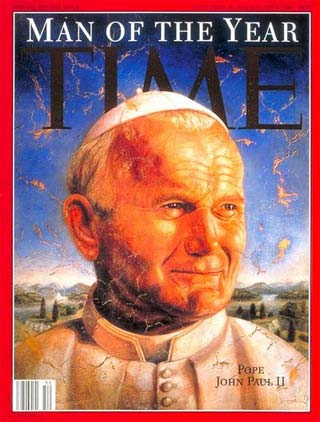 MAN OF THE YEAR
TIME
POPE
JOHN PAUL II